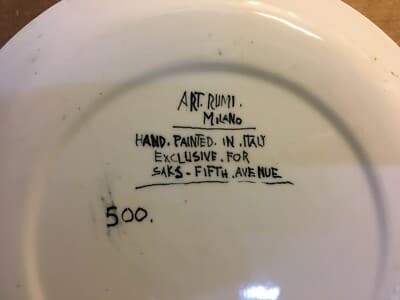 ART. RUMI.
MILANO
HAND. PAINTED. IN. ITALY
EXCLUSIVE. FOR
SAKS - FIFTH. AVENUE
500.